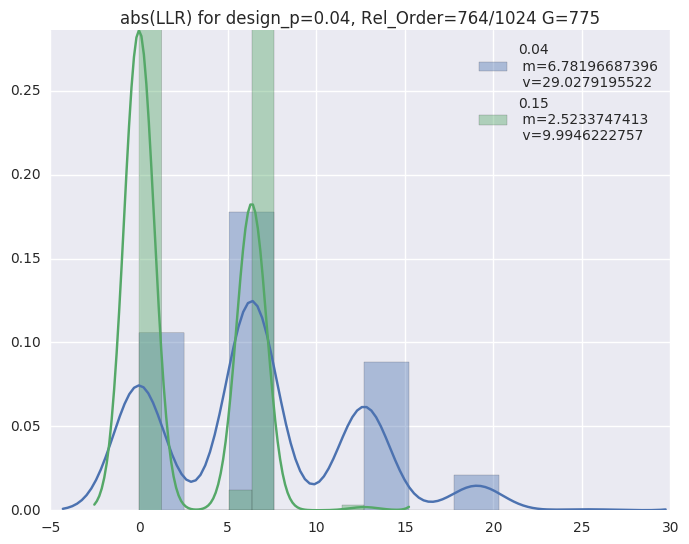 abs(LLR) for design_p=0.04, Rel_Order=764/1024 G=775
0.04
m=6.78196687396
v=29.0279195522
0.15
m=2.5233747413
v=9.9946222757
0.25
0.20
0.15
0.10
0.05
0.00
−5 0 5 10 15 20 25 30